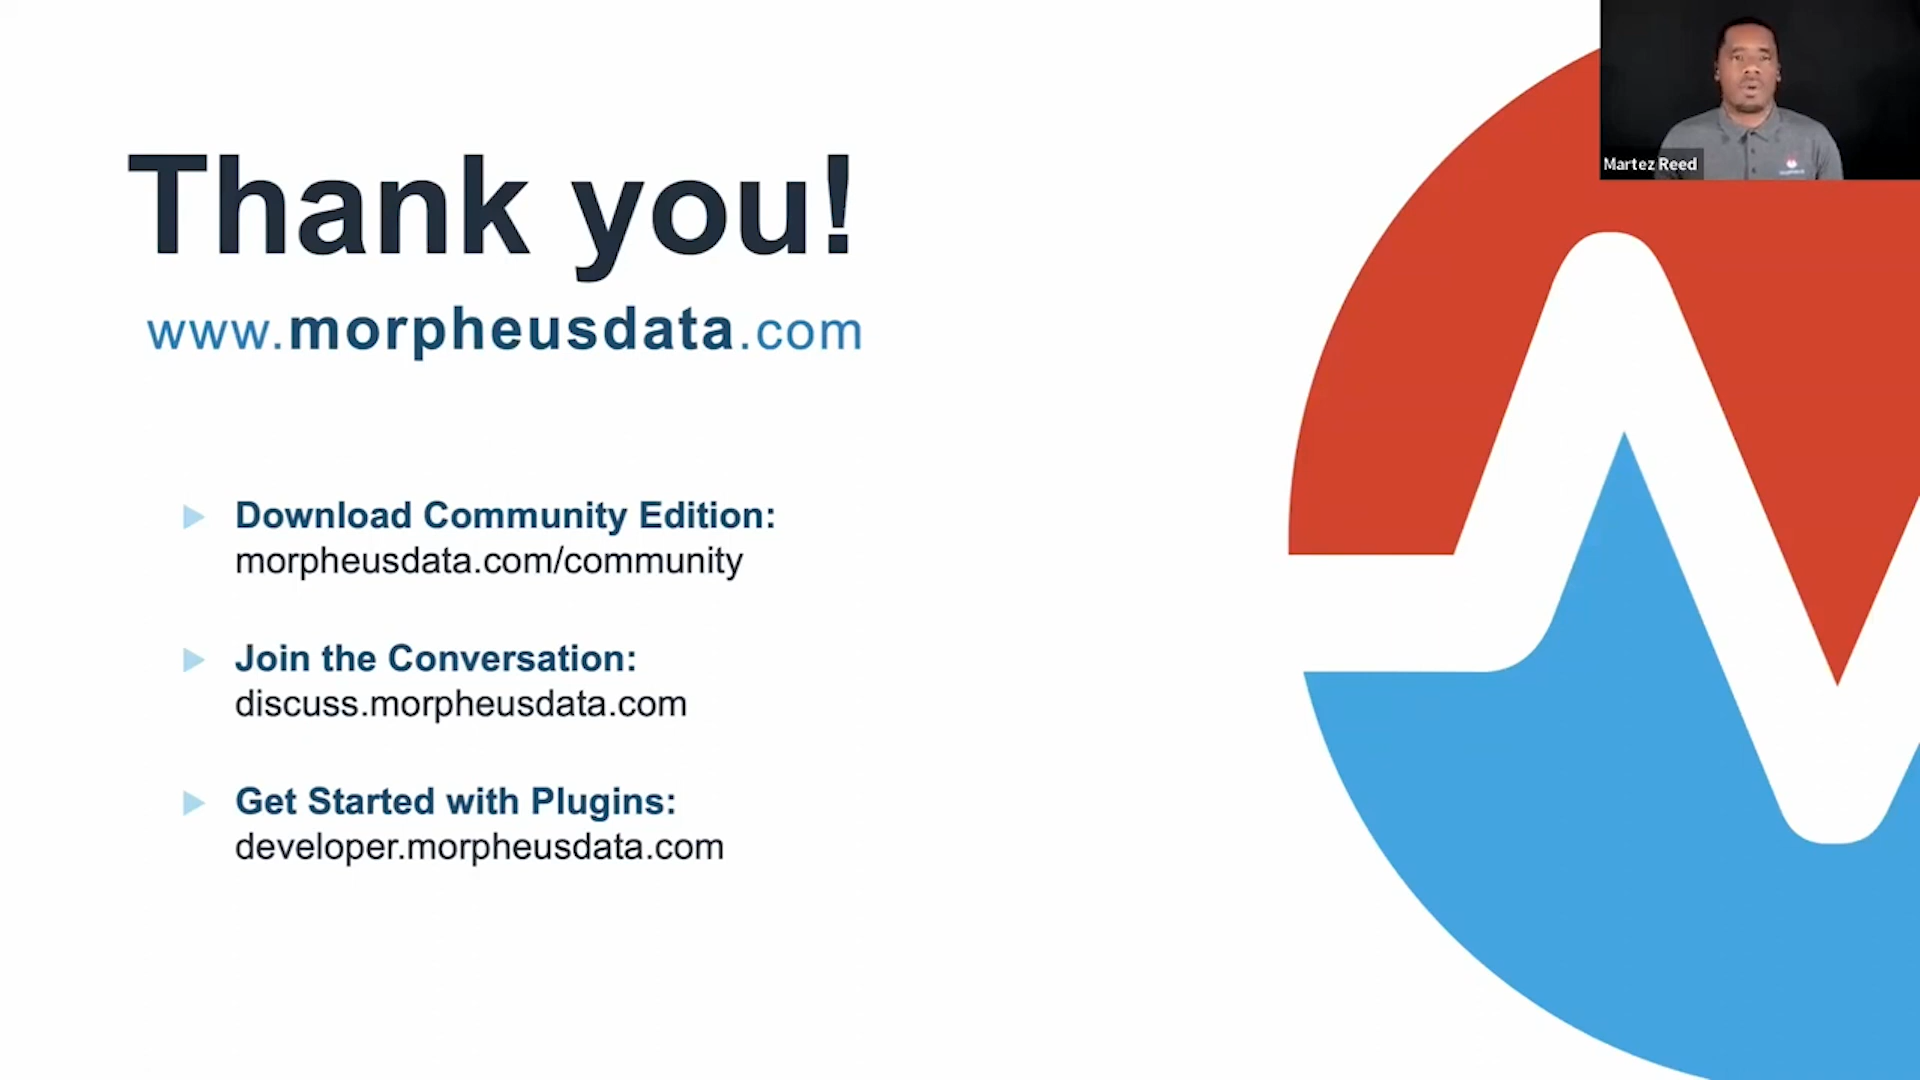 Thank you!
www.morpheusdata.com
Download Community Edition:
morpheusdata.com/community
Join the Conversation:
discuss.morpheusdata.com
Get Started with Plugins:
developer.morpheusdata.com
Martez Reed